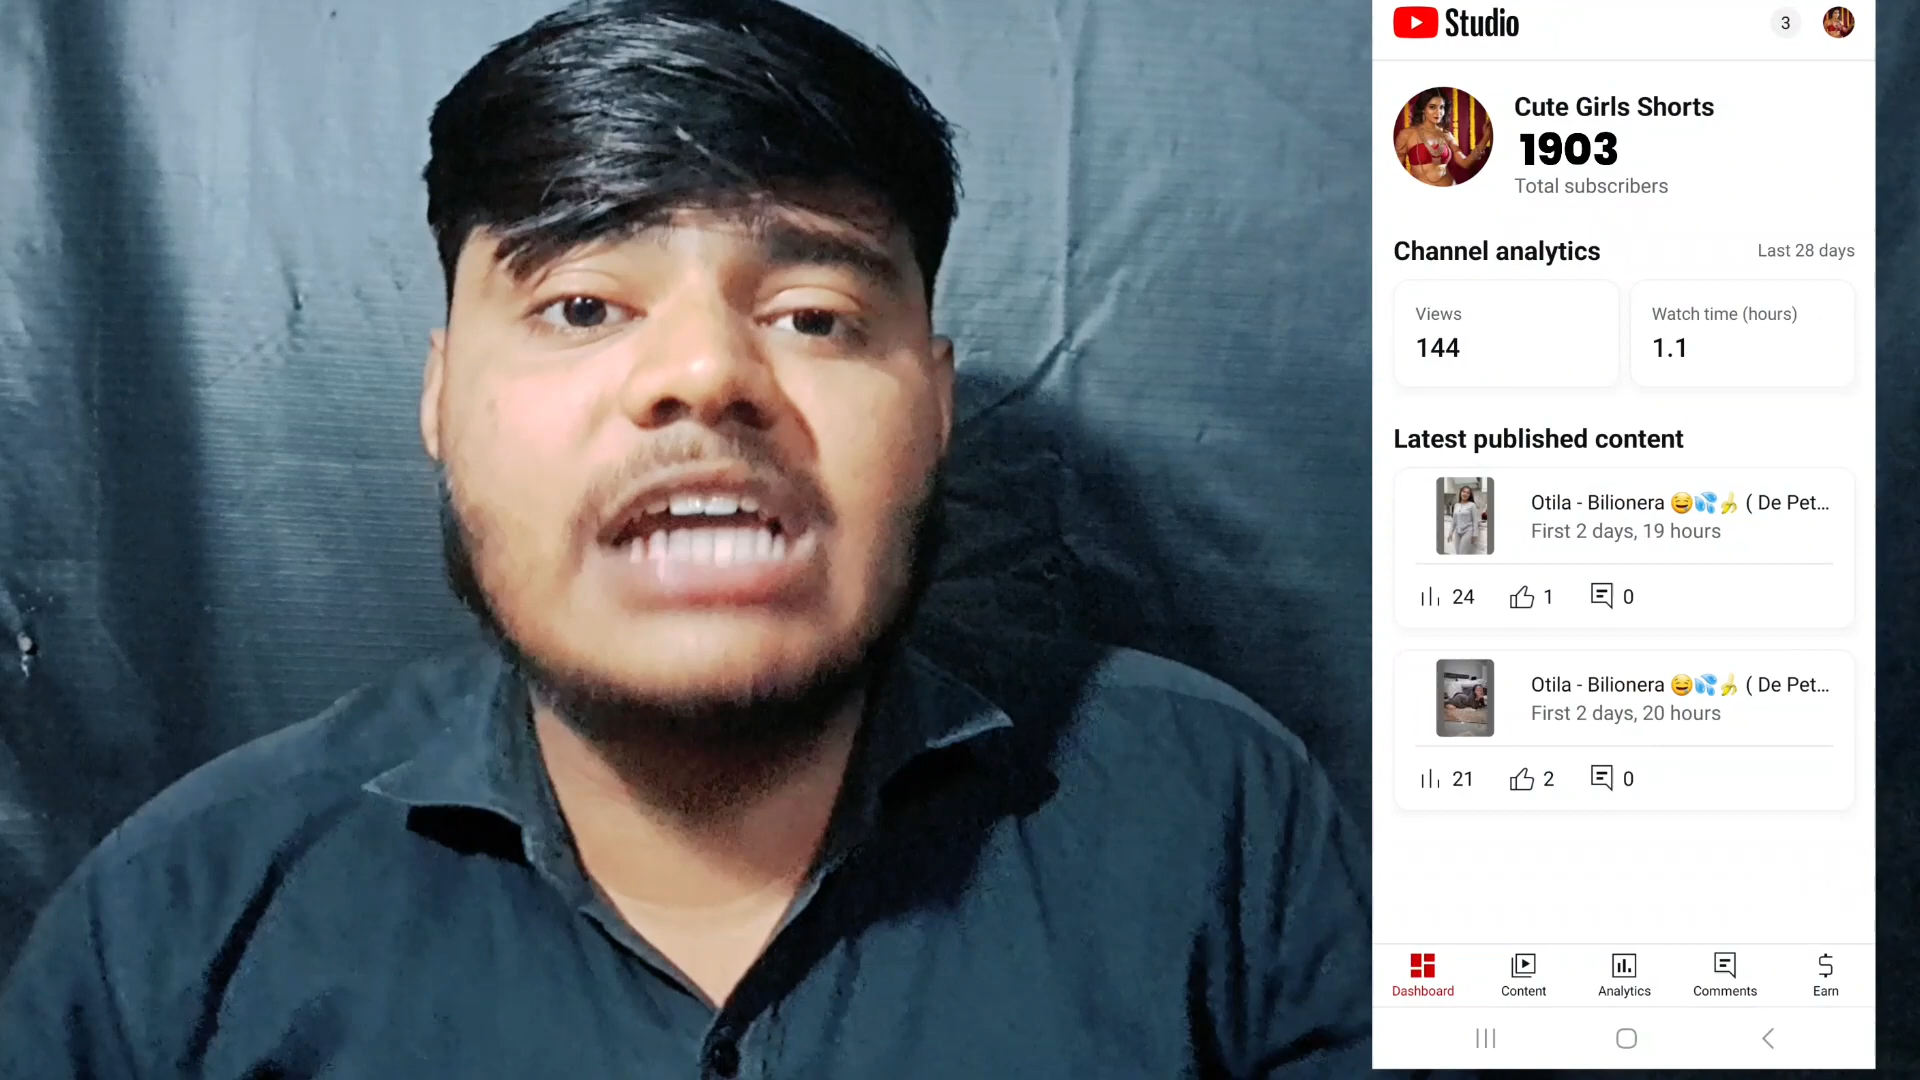 Studio
3
Cute Girls Shorts
1903
Total subscribers
Channel analytics
Last 28 days
Views
144
Watch time (hours)
1.1
Latest published content
Otila - Bilionera 😄💦🍌 ( De Pet...
First 2 days, 19 hours
24
1
0
Otila - Bilionera 😄💦🍌 ( De Pet...
First 2 days, 20 hours
21
2
0
Dashboard
Content
Analytics
Comments
Earn